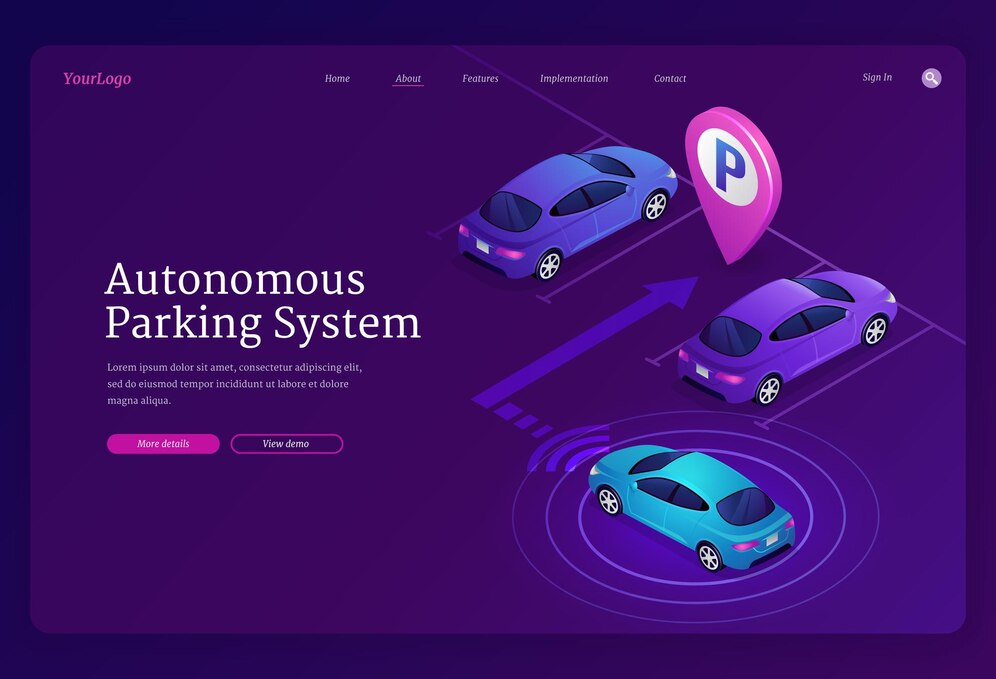 YourLogo
Home About Features Implementation Contact Sign In
P
Autonomous
Parking System
Lorem ipsum dolor sit amet, consectetur adipiscing elit,
sed do eiusmod tempor incididunt ut labore et dolore
magna aliqua.
More details View demo